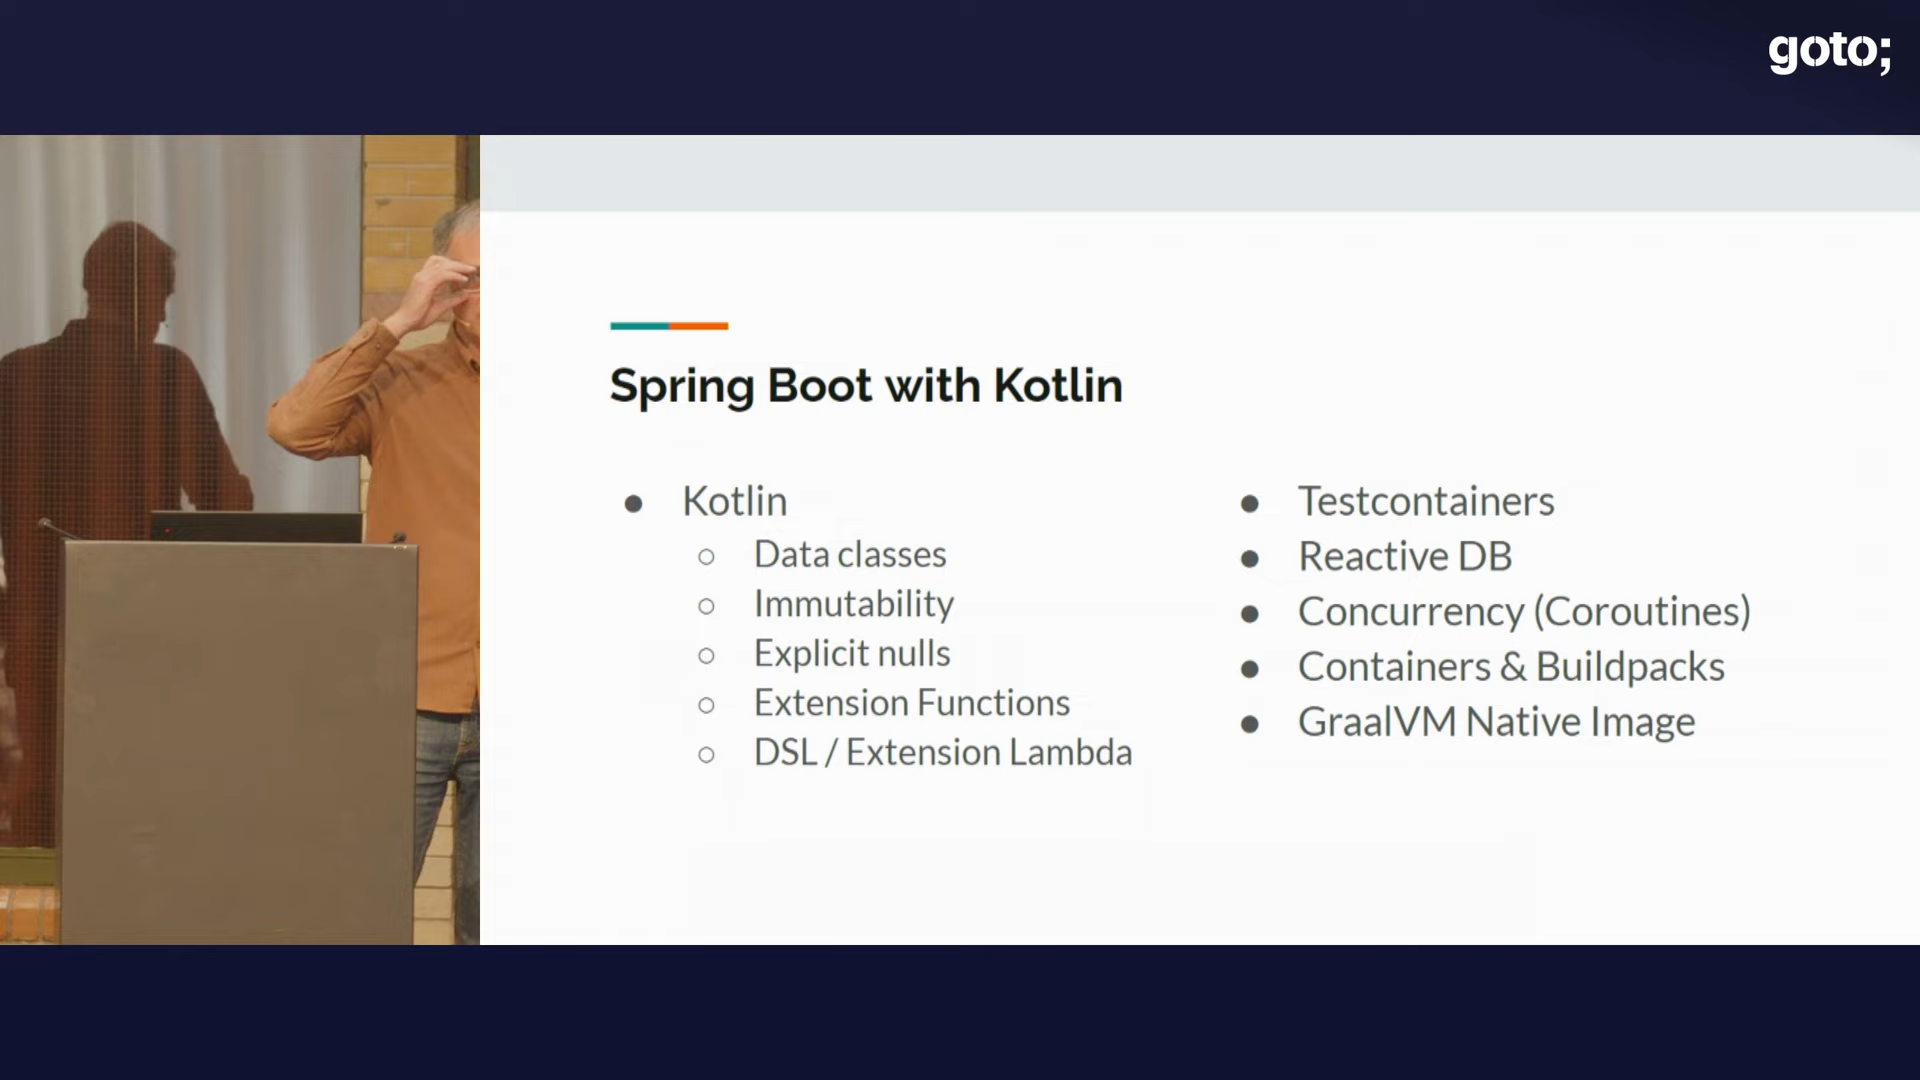 goto;
Spring Boot with Kotlin
● Kotlin
○ Data classes
○ Immutability
○ Explicit nulls
○ Extension Functions
○ DSL / Extension Lambda
● Testcontainers
● Reactive DB
● Concurrency (Coroutines)
● Containers & Buildpacks
● GraalVM Native Image